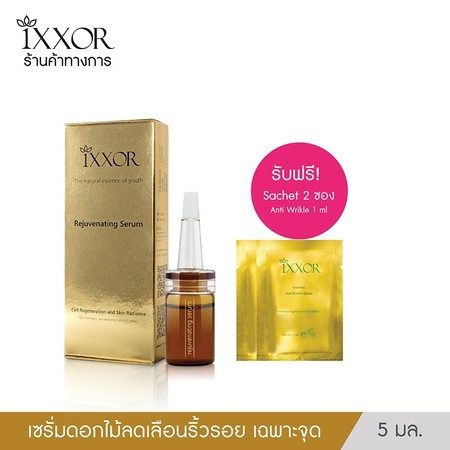 iXXOR
ร้านค้าทางการ
iXXOR
The natural essence of youth
Rejuvenating Serum
Cell Regeneration and Skin Radiance
รับฟรี!
Sachet 2 ซอง
Anti Wrikle 1 ml
iXXOR
เซรั่มดอกไม้ลดเลือนริ้วรอย เฉพาะจุด
5 มล.